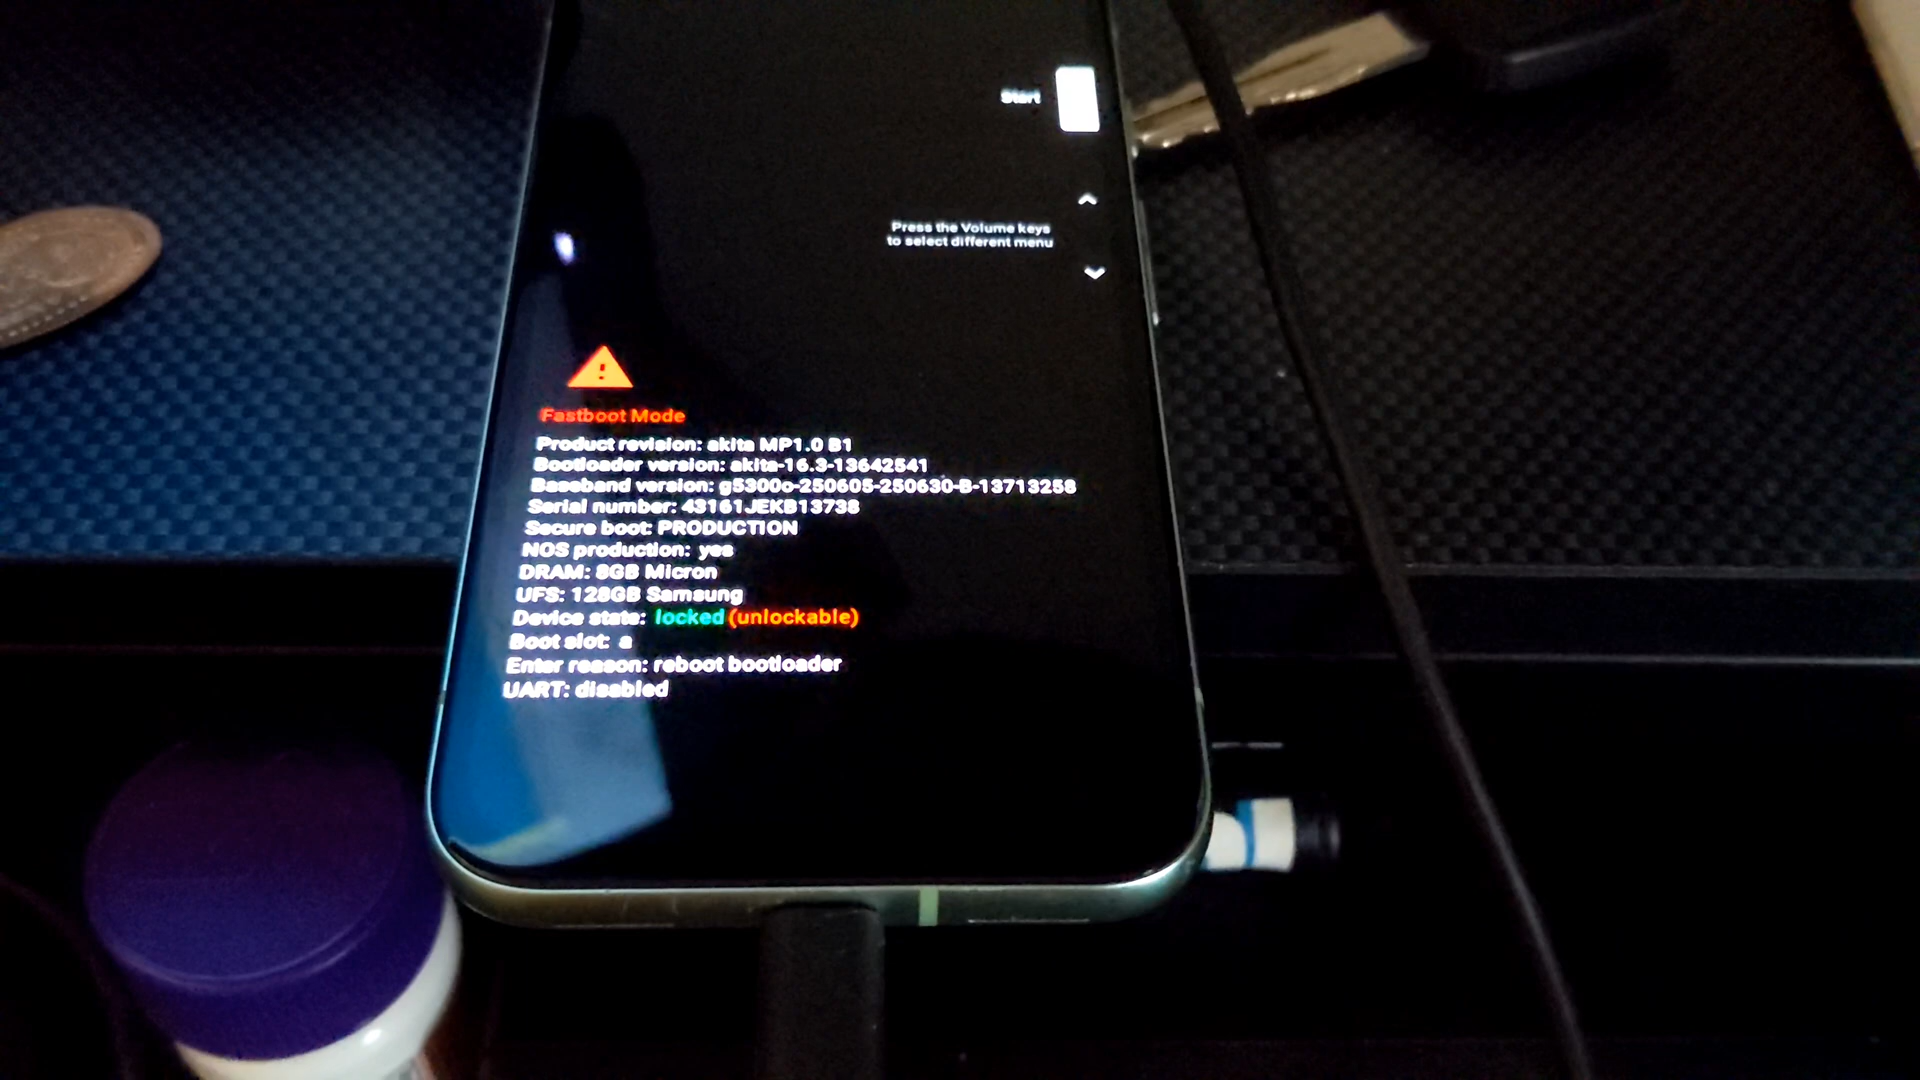 Start
Press the Volume keys
to select different menu
Fastboot Mode
Product revision: akita MP1.0 B1
Bootloader version: akita-16.3-13642541
Baseband version: g5300o-250605-250630-B-13713258
Serial number: 43161JEKB13738
Secure boot: PRODUCTION
NOS production: yes
DRAM: 8GB Micron
UFS: 128GB Samsung
Device state: locked (unlockable)
Boot slot: a
Enter reason: reboot bootloader
UART: disabled